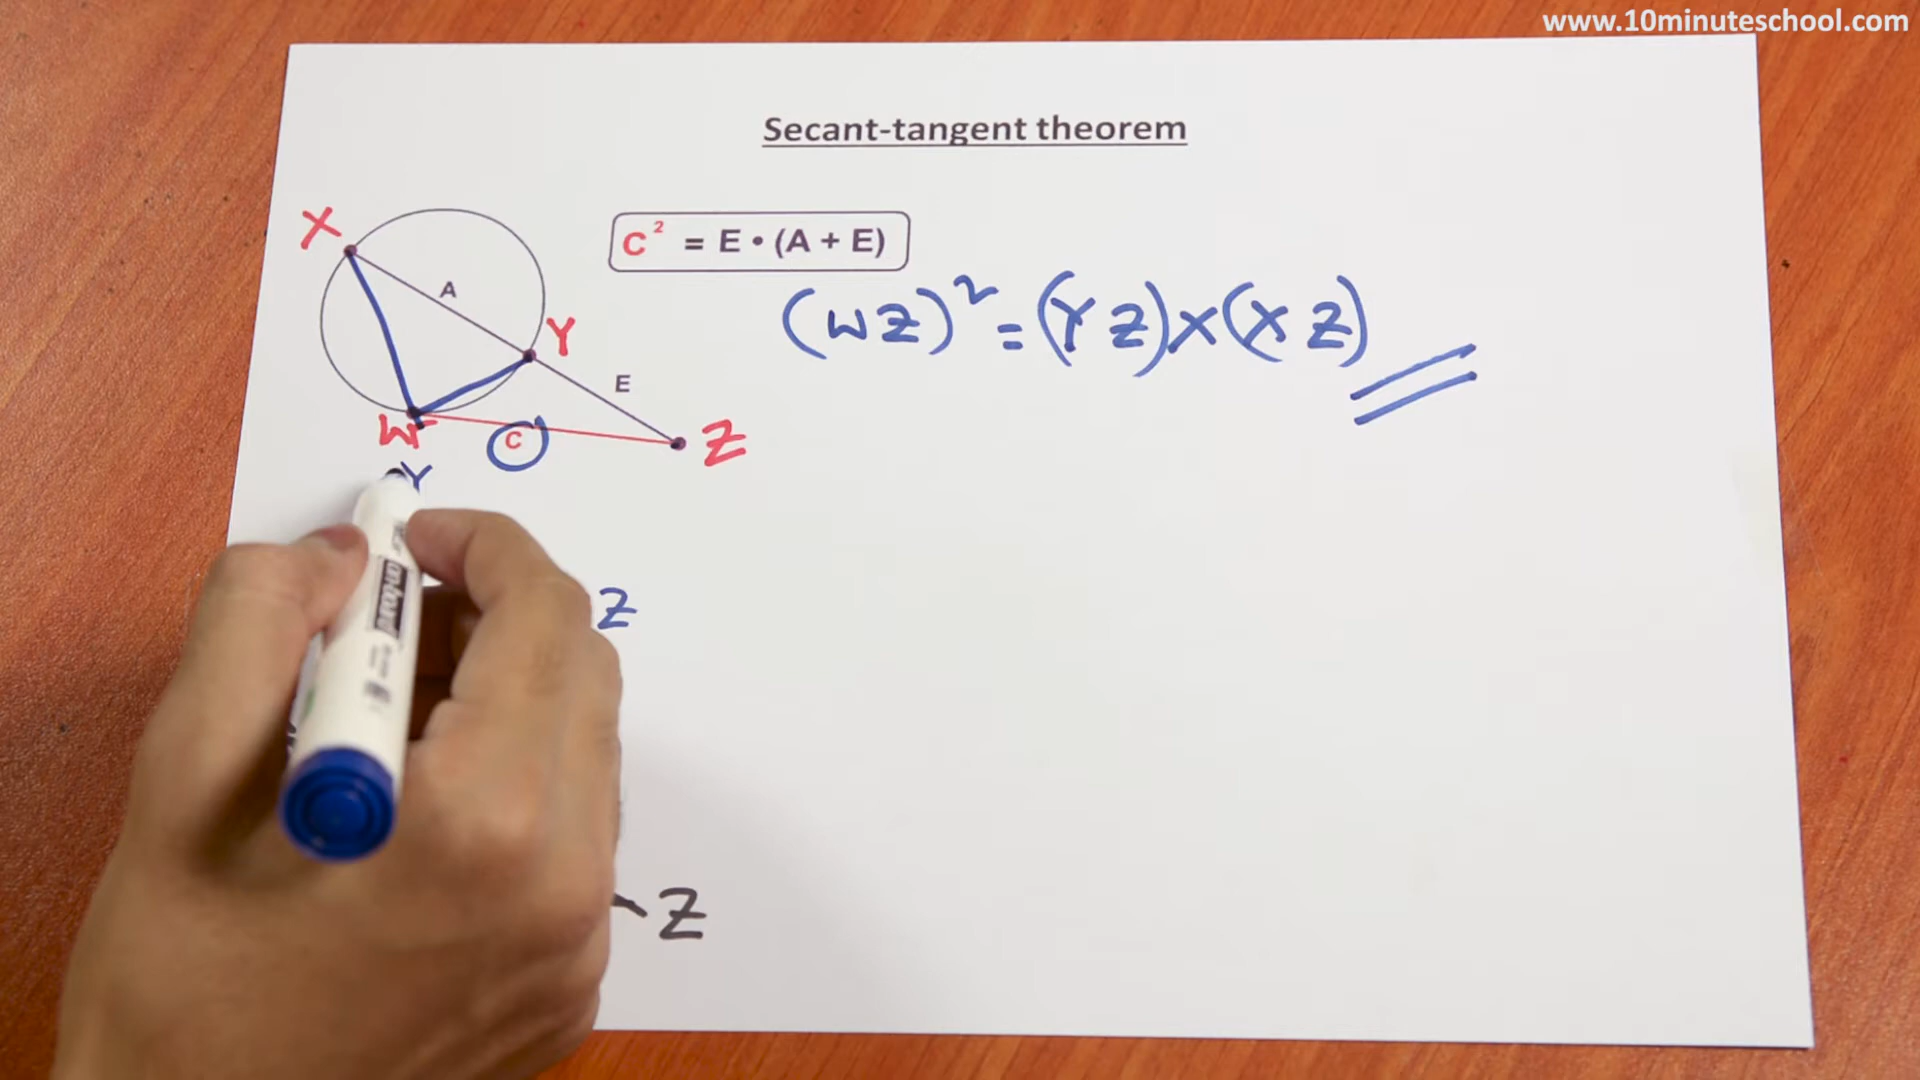 www.10minuteschool.com
Secant-tangent theorem
X
C² = E • (A + E)
A
(WZ)² = (YZ)×(XZ)
Y
E
W
C
Z
Y
Z
Z